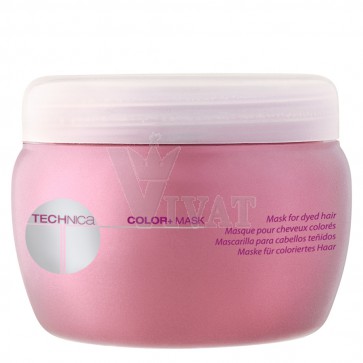 VIVAT
TECHNICA
COLOR+ MASK
Mask for dyed hair
Masque pour cheveux colorés
Mascarilla para cabellos teñidos
Maske für coloriertes Haar